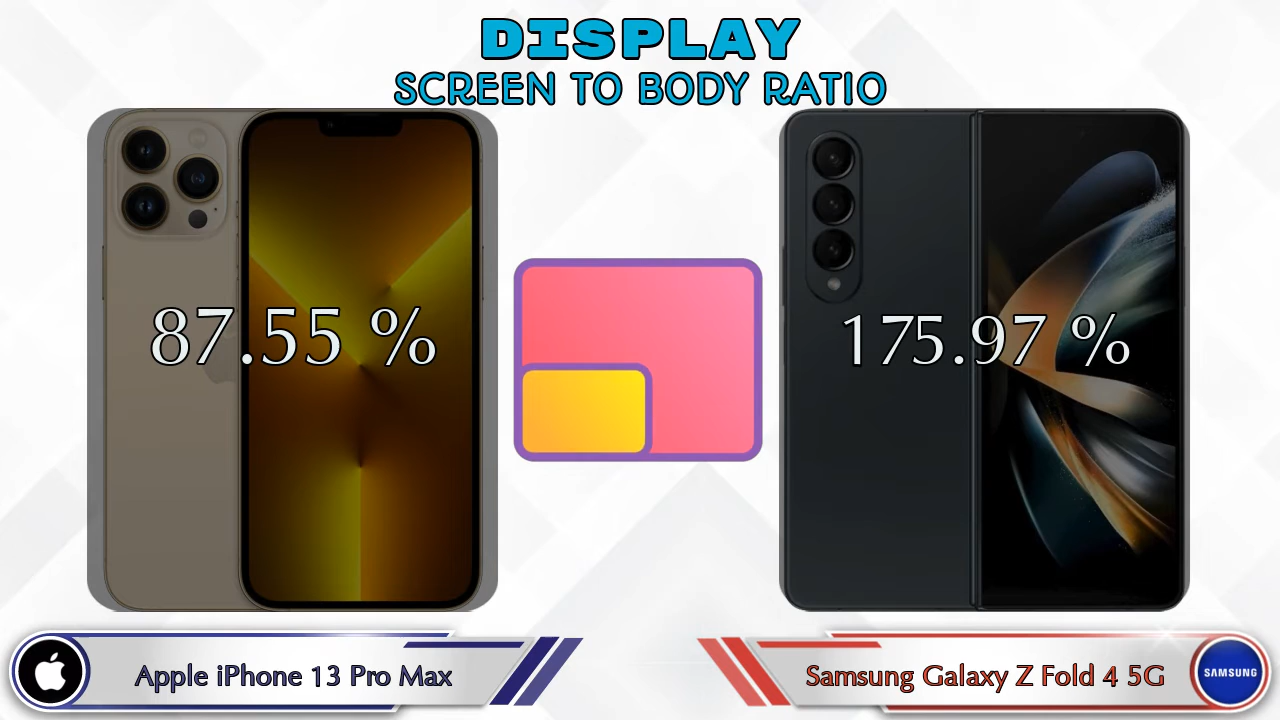 DISPLAY
SCREEN TO BODY RATIO
87.55 %
175.97 %
Apple iPhone 13 Pro Max
Samsung Galaxy Z Fold 4 5G
SAMSUNG